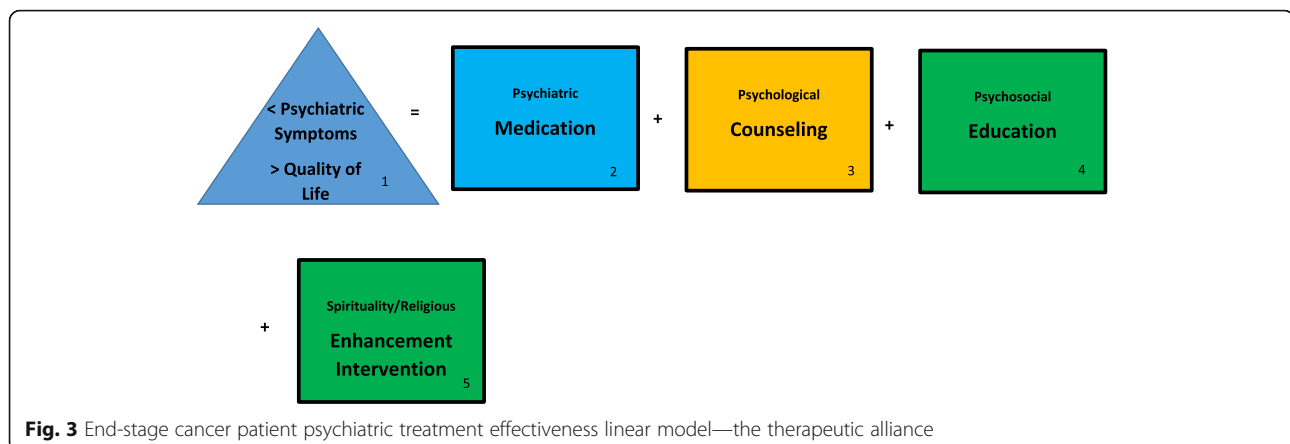 < Psychiatric
Symptoms
> Quality of
Life
1
=
Psychiatric
Medication
2
+
Psychological
Counseling
3
+
Psychosocial
Education
4
+
Spirituality/Religious
Enhancement
Intervention
5
Fig. 3 End-stage cancer patient psychiatric treatment effectiveness linear model—the therapeutic alliance